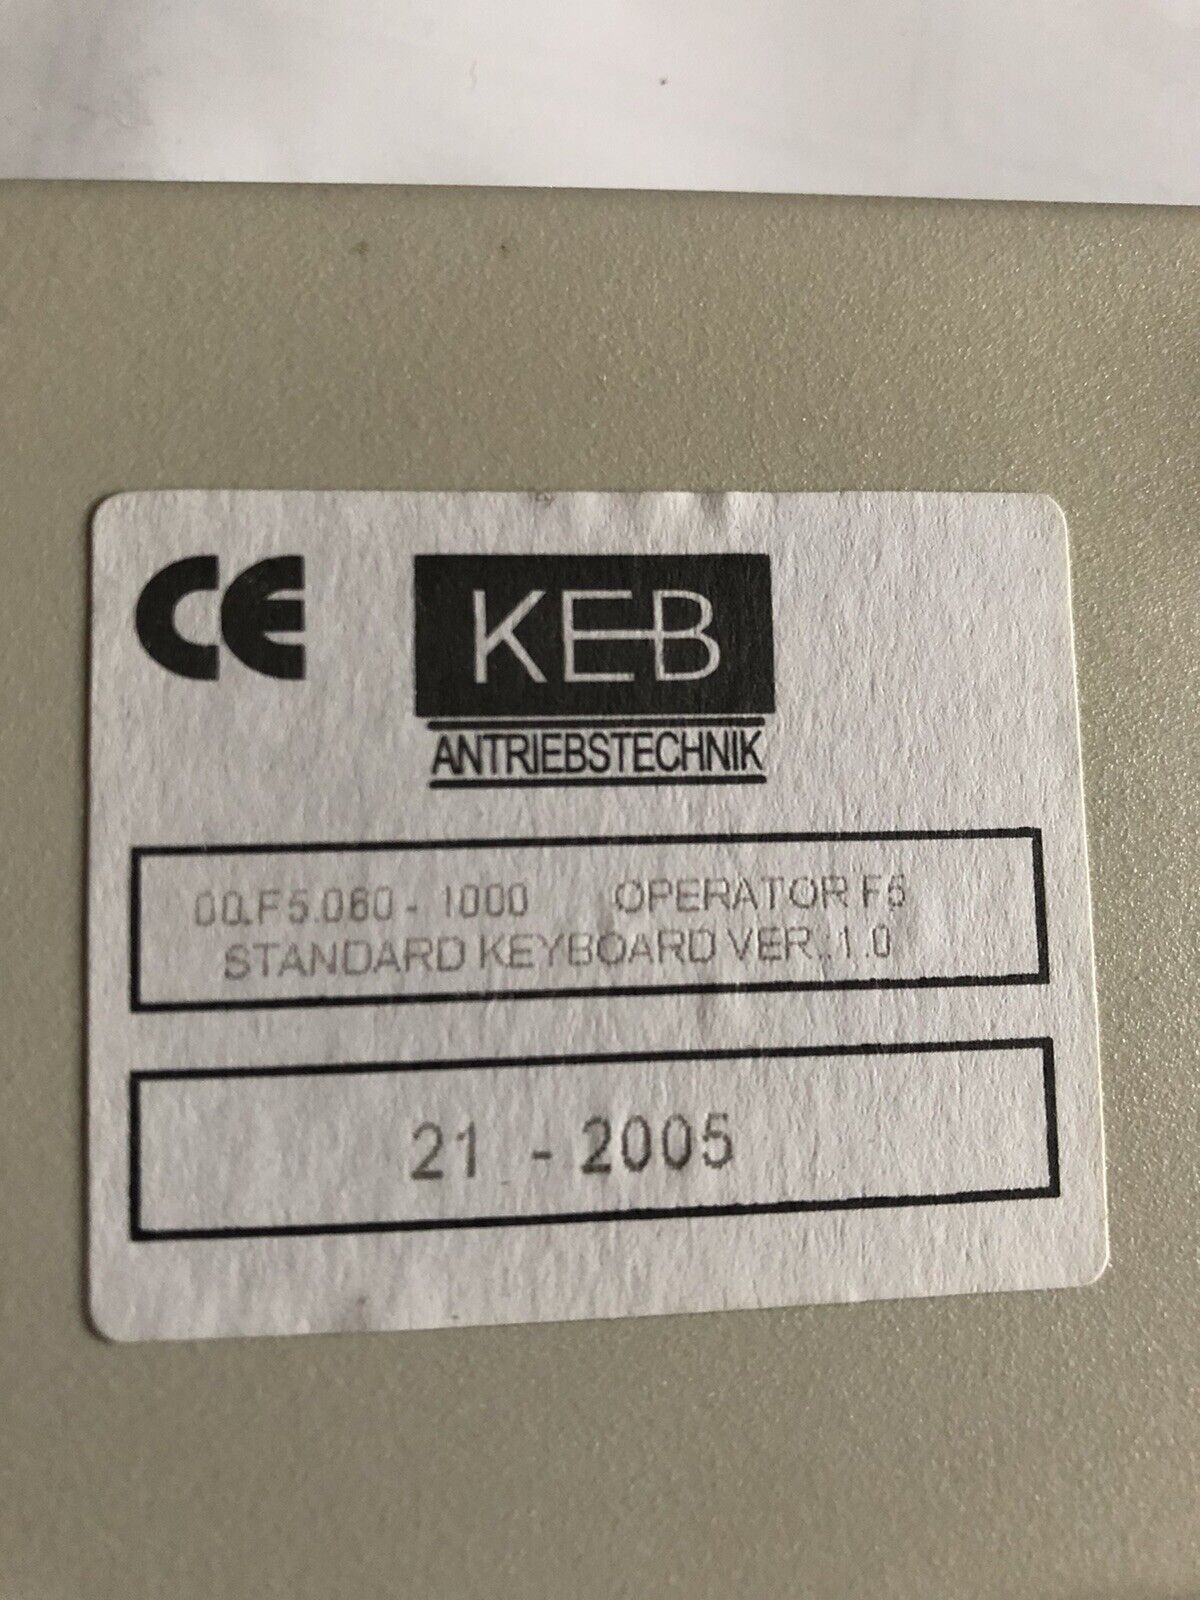 CE KEB
ANTRIEBSTECHNIK
00.F5.060 - 1000 OPERATOR F5
STANDARD KEYBOARD VER.:1.0
21 - 2005